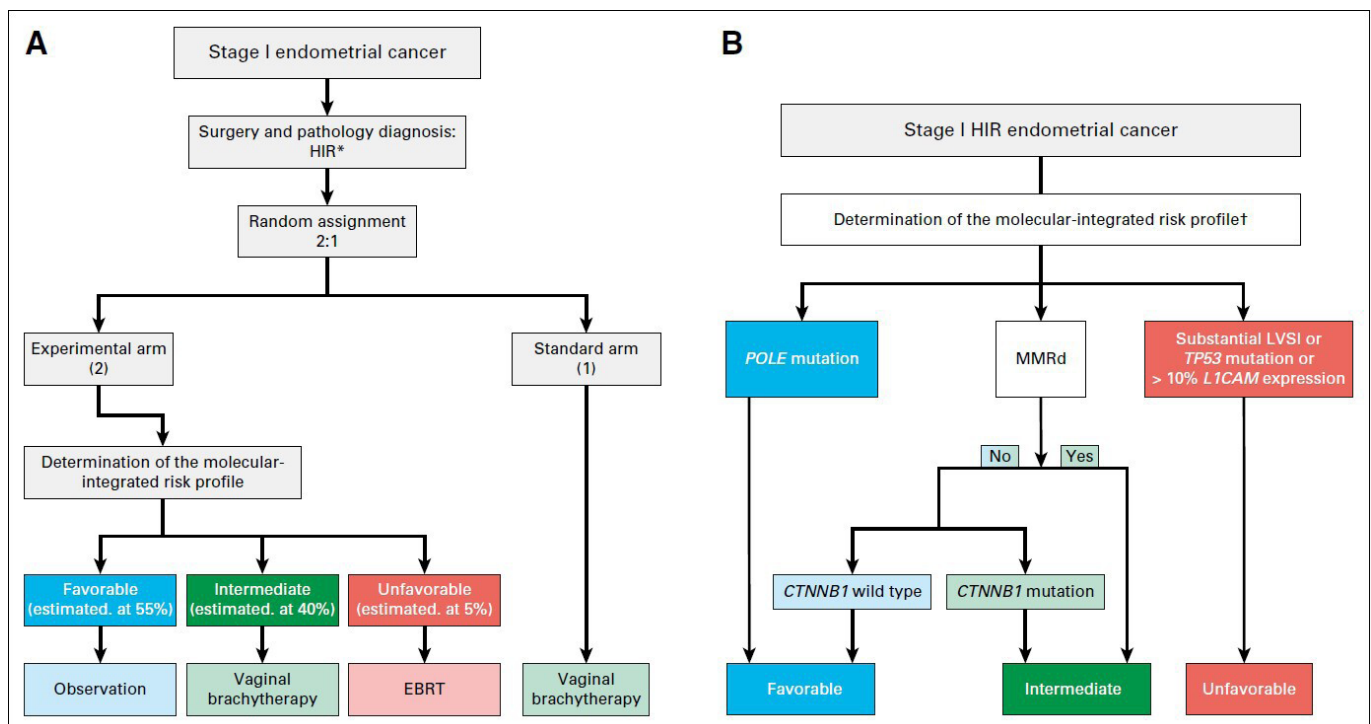 A
Stage I endometrial cancer
Surgery and pathology diagnosis:
HIR*
Random assignment
2:1
Experimental arm
(2)
Standard arm
(1)
Determination of the molecular-
integrated risk profile
Favorable
(estimated. at 55%)
Intermediate
(estimated. at 40%)
Unfavorable
(estimated. at 5%)
Observation
Vaginal
brachytherapy
EBRT
Vaginal
brachytherapy
B
Stage I HIR endometrial cancer
Determination of the molecular-integrated risk profile†
POLE mutation
MMRd
Substantial LVSI or
TP53 mutation or
> 10% L1CAM expression
No
Yes
CTNNB1 wild type
CTNNB1 mutation
Favorable
Intermediate
Unfavorable